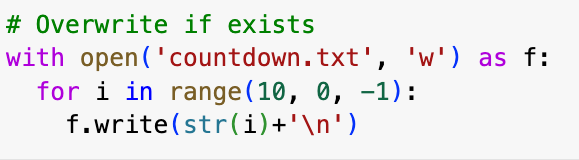 # Overwrite if exists
with open('countdown.txt', 'w') as f:
  for i in range(10, 0, -1):
    f.write(str(i)+'\n')